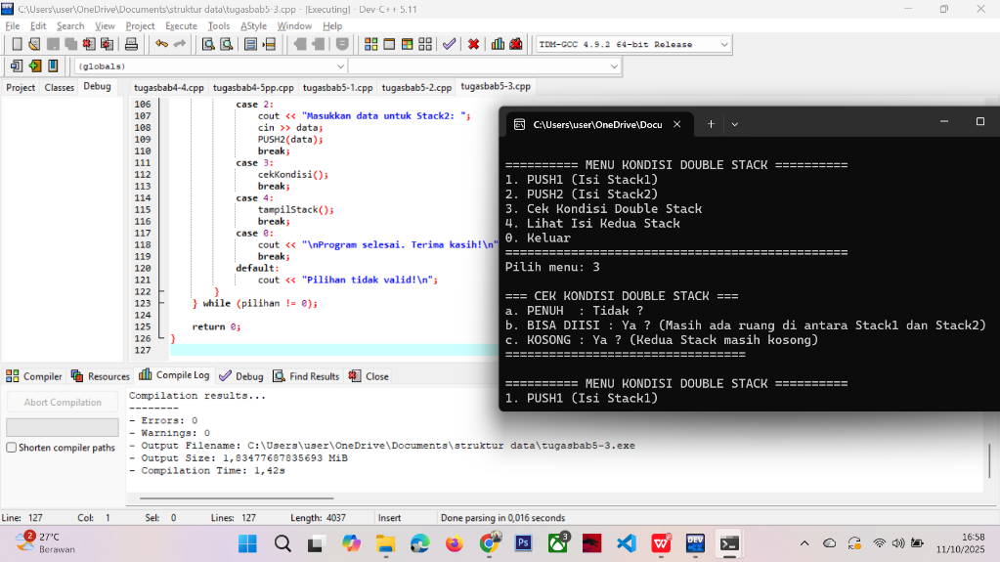 C:\Users\user\OneDrive\Documents\struktur data\tugasbab5-3.cpp - [Executing] - Dev-C++ 5.11
File Edit Search View Project Execute Tools AStyle Window Help
TDM-GCC 4.9.2 64-bit Release
(globals)
Project Classes Debug
tugasbab4-4.cpp tugasbab4-5pp.cpp tugasbab5-1.cpp tugasbab5-2.cpp tugasbab5-3.cpp
106 case 2:
107 cout << "Masukkan data untuk Stack2: ";
108 cin >> data;
109 PUSH2(data);
110 break;
111 case 3:
112 cekKondisi();
113 break;
114 case 4:
115 tampilStack();
116 break;
117 case 0:
118 cout << "\nProgram selesai. Terima kasih!\n"
119 break;
120 default:
121 cout << "Pilihan tidak valid!\n";
122 }
123 } while (pilihan != 0);
124
125 return 0;
126 }
127
C:\Users\user\OneDrive\Docu
========== MENU KONDISI DOUBLE STACK ==========
1. PUSH1 (Isi Stack1)
2. PUSH2 (Isi Stack2)
3. Cek Kondisi Double Stack
4. Lihat Isi Kedua Stack
0. Keluar
===============================================
Pilih menu: 3
=== CEK KONDISI DOUBLE STACK ===
a. PENUH  : Tidak ?
b. BISA DIISI : Ya ? (Masih ada ruang di antara Stack1 dan Stack2)
c. KOSONG : Ya ? (Kedua Stack masih kosong)
=================================
========== MENU KONDISI DOUBLE STACK ==========
1. PUSH1 (Isi Stack1)
Compiler Resources Compile Log Debug Find Results Close
Abort Compilation
Shorten compiler paths
Compilation results...
--------
- Errors: 0
- Warnings: 0
- Output Filename: C:\Users\user\OneDrive\Documents\struktur data\tugasbab5-3.exe
- Output Size: 1,83477687835693 MiB
- Compilation Time: 1,42s
Line: 127 Col: 1 Sel: 0 Lines: 127 Length: 4037 Insert Done parsing in 0,016 seconds
2
27°C
Berawan
Ps
3
W
DEV
16:58
11/10/2025